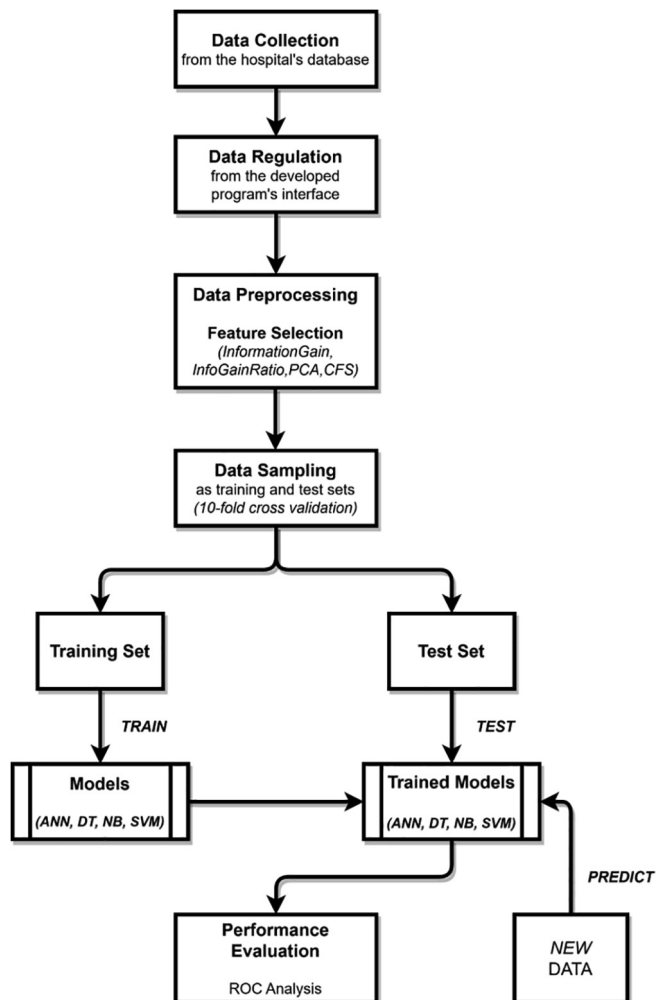 Data Collection
from the hospital's database
Data Regulation
from the developed
program's interface
Data Preprocessing
Feature Selection
(InformationGain,
InfoGainRatio,PCA,CFS)
Data Sampling
as training and test sets
(10-fold cross validation)
Training Set
Test Set
TRAIN
TEST
Models
(ANN, DT, NB, SVM)
Trained Models
(ANN, DT, NB, SVM)
PREDICT
Performance
Evaluation
ROC Analysis
NEW
DATA